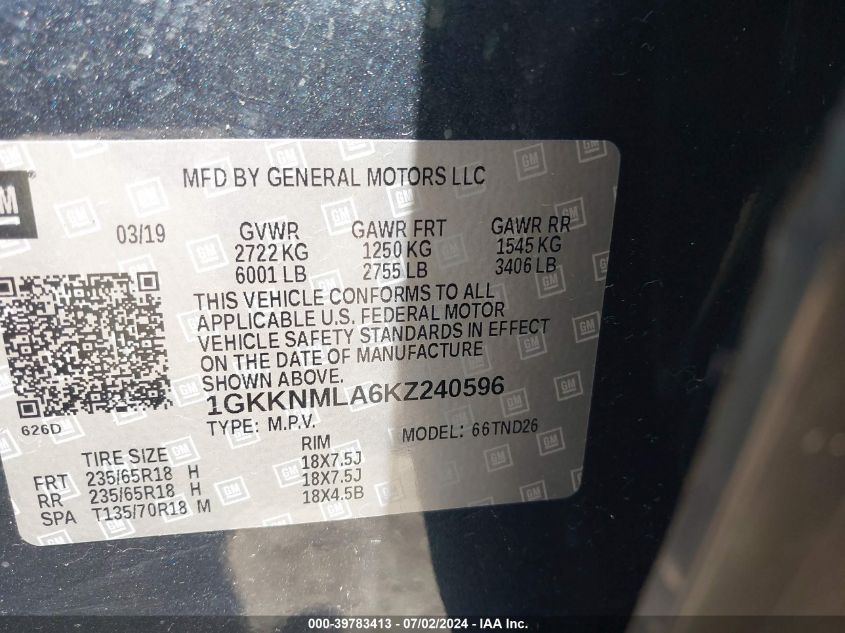 GM
MFD BY GENERAL MOTORS LLC
03/19
GVWR GAWR FRT GAWR RR
2722 KG 1250 KG 1545 KG
6001 LB 2755 LB 3406 LB
THIS VEHICLE CONFORMS TO ALL
APPLICABLE U.S. FEDERAL MOTOR
VEHICLE SAFETY STANDARDS IN EFFECT
ON THE DATE OF MANUFACTURE
SHOWN ABOVE.
1GKKNMLA6KZ240596
626D
TYPE: M.P.V. MODEL: 66TND26
TIRE SIZE RIM
FRT 235/65R18 H 18X7.5J
RR 235/65R18 H 18X7.5J
SPA T135/70R18 M 18X4.5B
000-39783413 - 07/02/2024 - IAA Inc.